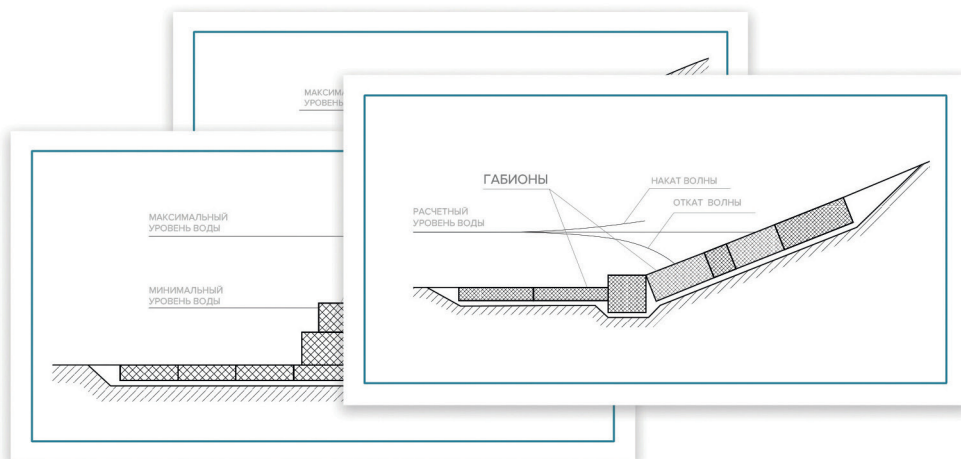 МАКСИМА
УРОВЕНЬ
ГАБИОНЫ
НАКАТ ВОЛНЫ
ОТКАТ ВОЛНЫ
РАСЧЕТНЫЙ
УРОВЕНЬ ВОДЫ
МАКСИМАЛЬНЫЙ
УРОВЕНЬ ВОДЫ
МИНИМАЛЬНЫЙ
УРОВЕНЬ ВОДЫ